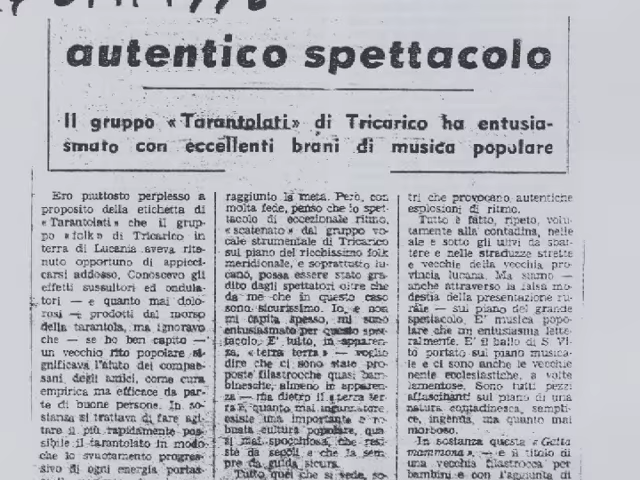 autentico spettacolo
Il gruppo «Tarantolati» di Tricarico ha entusia-
smato con eccellenti brani di musica popolare
Ero piuttosto perplesso a
proposito della etichetta di
«Tarantolati» che il grup-
po «folk» di Tricarico in
terra di Lucania aveva rite-
nuto opportuno di appicci-
carsi addosso. Conoscevo gli
effetti sussultori ed ondula-
tori — e quanto mai dolo-
rosi — prodotti dal morso
della tarantola, ma ignoravo
che — se ho ben capito —
un vecchio rito popolare si-
gnificava l'aiuto dei compae-
sani, degli amici, come cura
empirica ma efficace da par-
te di buone persone. In so-
stanza si trattava di fare agi-
tare il più rapidamente pos-
sibile il tarantolato in modo
che lo svuotamento progres-
sivo di ogni energia portas-
raggiunto la meta. Però, con
molta fede, penso che lo spet-
tacolo di eccezionale ritmo,
«scatenato» dal gruppo vo-
cale strumentale di Tricarico
sul piano del ricchissimo folk
meridionale, e soprattutto lu-
cano, possa essere stato gra-
dito dagli spettatori oltre che
da me che in questo caso
sono sicurissimo. Io, e non
mi capita spesso, mi sono
entusiasmato per questo spet-
tacolo. E' tutto, in apparen-
za, «terra terra» — voglio
dire che ci sono state pro-
poste filastrocche quasi bam-
binesche, almeno in apparen-
za — ma dietro il «terra ter-
ra», quanto mai
esiste una importante e ro-
busta cultura popolare, qua-
si mai spocchiosa, che resi-
ste da secoli e che fa sem-
pre da guida sicura.
Tutto quel che si vede, so-
tri che provocano autentiche
esplosioni di ritmo.
Tutto è fatto, ripeto, volu-
tamente alla contadina, nelle
aie e sotto gli ulivi da sbat-
tere e nelle straduzze strette
e vecchie della vecchia pro-
vincia lucana. Ma siamo —
anche attraverso la falsa mo-
destia della presentazione ru-
rale — sul piano del grande
spettacolo. E' musica popo-
lare che un entusiasma lette-
ralmente. E' il ballo di S. Vi-
to portato sul piano musica-
le e ci sono anche le vecchie
nenie ecclesiastiche, a volte
lamentose. Sono tutti pezzi
affascinanti sul piano di una
natura contadinesca, sempli-
ce, ingenua, ma quanto mai
morboso.
In sostanza questa «Gatta
mammona» — e il titolo di
una vecchia filastrocca per
bambini e con l'aggiunta di